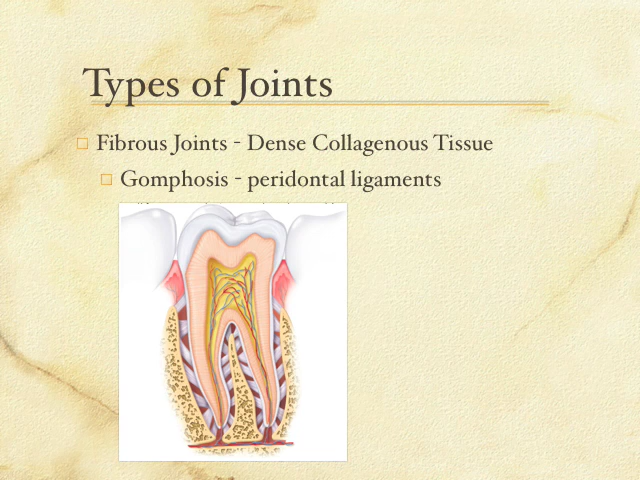 Types of Joints
Fibrous Joints - Dense Collagenous Tissue
Gomphosis - peridontal ligaments